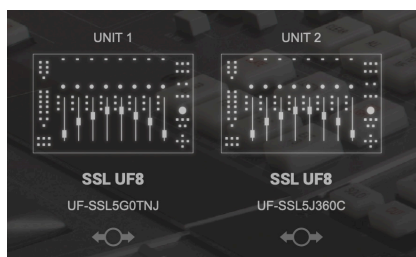 UNIT 1
UNIT 2
SSL UF8
SSL UF8
UF-SSL5G0TNJ
UF-SSL5J360C